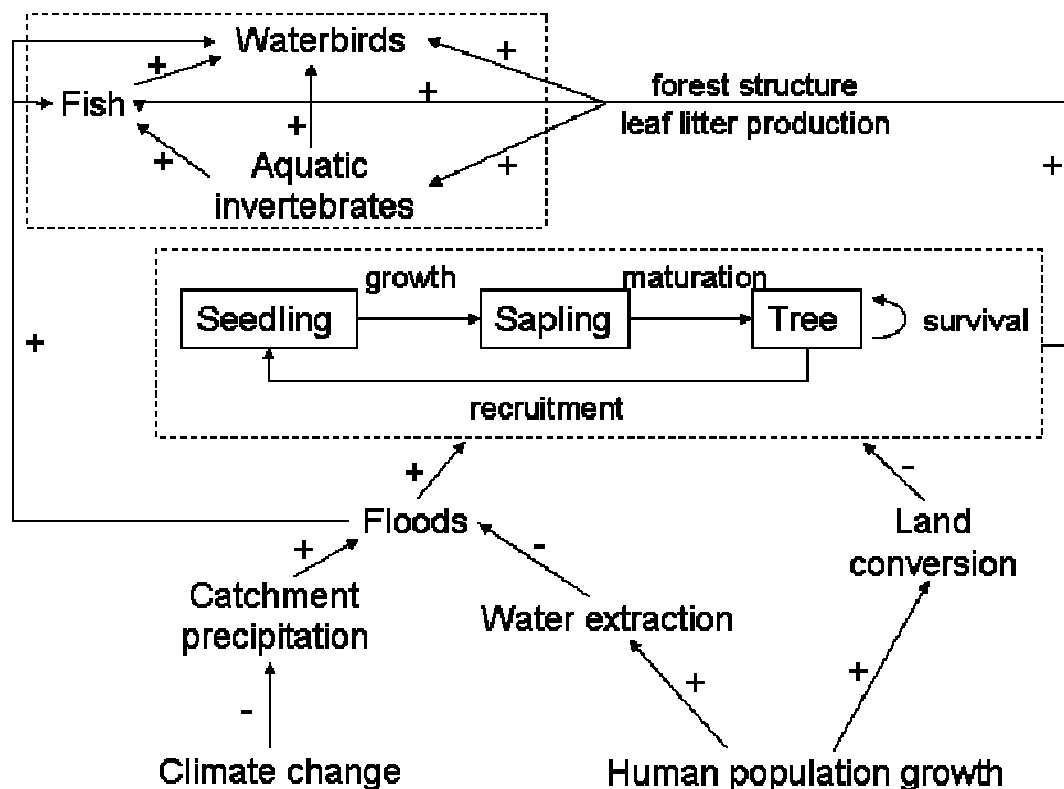 Waterbirds
+
+
+
forest structure
Fish
leaf litter production
+
+
Aquatic
invertebrates
+
+
+
growth
maturation
Seedling
Sapling
Tree
survival
+
recruitment
+
-
Floods
Land
conversion
+
-
Catchment
precipitation
Water extraction
+
+
-
Climate change
Human population growth